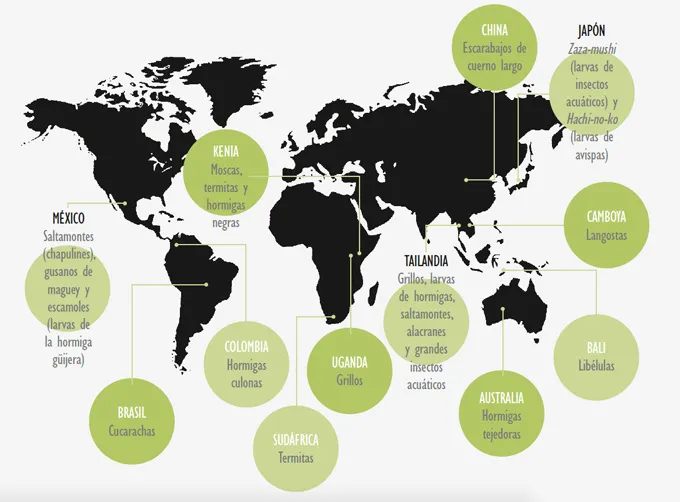 CHINA
Escarabajos de
cuerno largo
JAPÓN
Zaza-mushi
(larvas de
insectos
acuáticos) y
Hachi-no-ko
(larvas de
avispas)
KENIA
Moscas,
termitas y
hormigas
negras
MÉXICO
Saltamontes
(chapulines),
gusanos de
maguey y
escamoles
(larvas de
la hormiga
güijera)
CAMBOYA
Langostas
TAILANDIA
Grillos, larvas
de hormigas,
saltamontes,
alacranes
y grandes
insectos
acuáticos
COLOMBIA
Hormigas
culonas
UGANDA
Grillos
BALI
Libélulas
BRASIL
Cucarachas
AUSTRALIA
Hormigas
tejedoras
SUDÁFRICA
Termitas